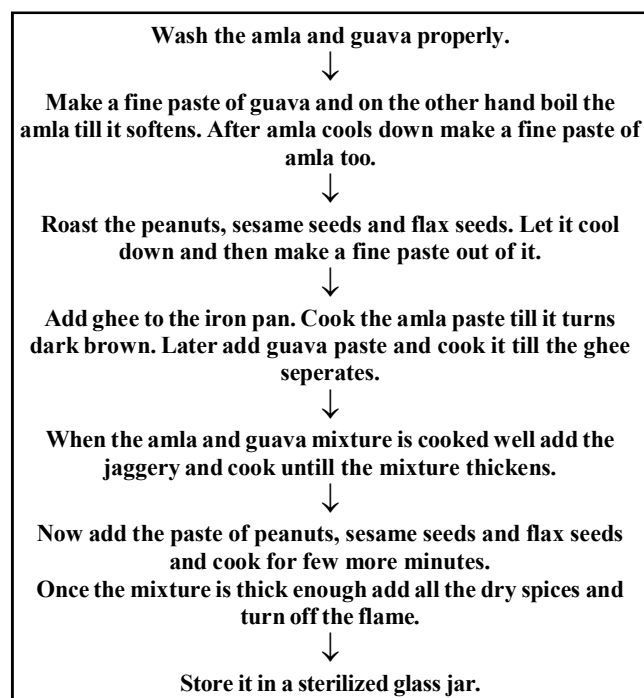 Wash the amla and guava properly.
↓
Make a fine paste of guava and on the other hand boil the
amla till it softens. After amla cools down make a fine paste of
amla too.
↓
Roast the peanuts, sesame seeds and flax seeds. Let it cool
down and then make a fine paste out of it.
↓
Add ghee to the iron pan. Cook the amla paste till it turns
dark brown. Later add guava paste and cook it till the ghee
seperates.
↓
When the amla and guava mixture is cooked well add the
jaggery and cook untill the mixture thickens.
↓
Now add the paste of peanuts, sesame seeds and flax seeds
and cook for few more minutes.
Once the mixture is thick enough add all the dry spices and
turn off the flame.
↓
Store it in a sterilized glass jar.